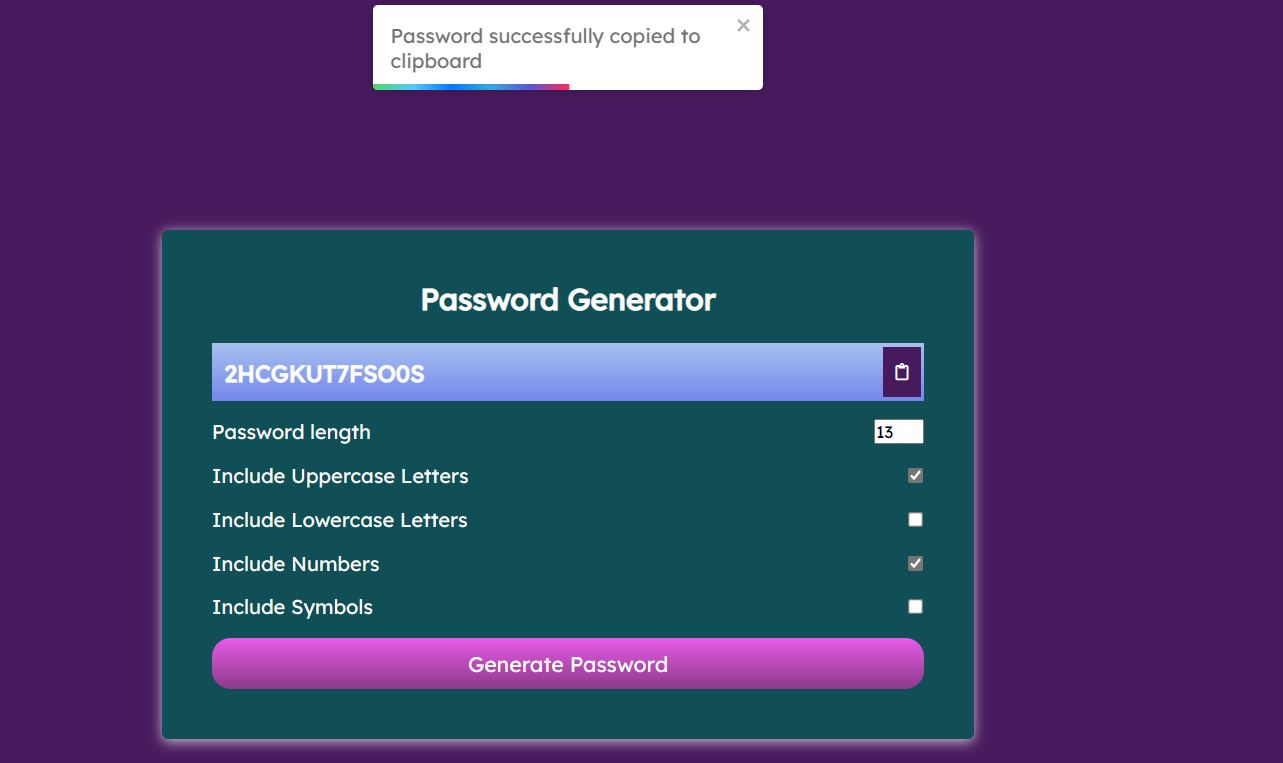 Password successfully copied to
clipboard
×
Password Generator
2HCGKUT7FSO0S
Password length
13
Include Uppercase Letters
Include Lowercase Letters
Include Numbers
Include Symbols
Generate Password